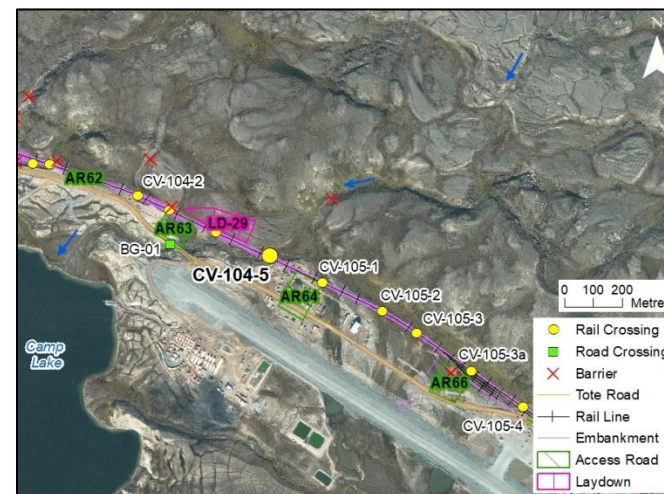 AR62
CV-104-2
LD-29
AR63
BG-01
CV-104-5
CV-105-1
AR64
CV-105-2
CV-105-3
CV-105-3a
AR66
CV-105-4
Camp
Lake
N
0 100 200
Metre
Rail Crossing
Road Crossing
Barrier
Tote Road
Rail Line
Embankment
Access Road
Laydown